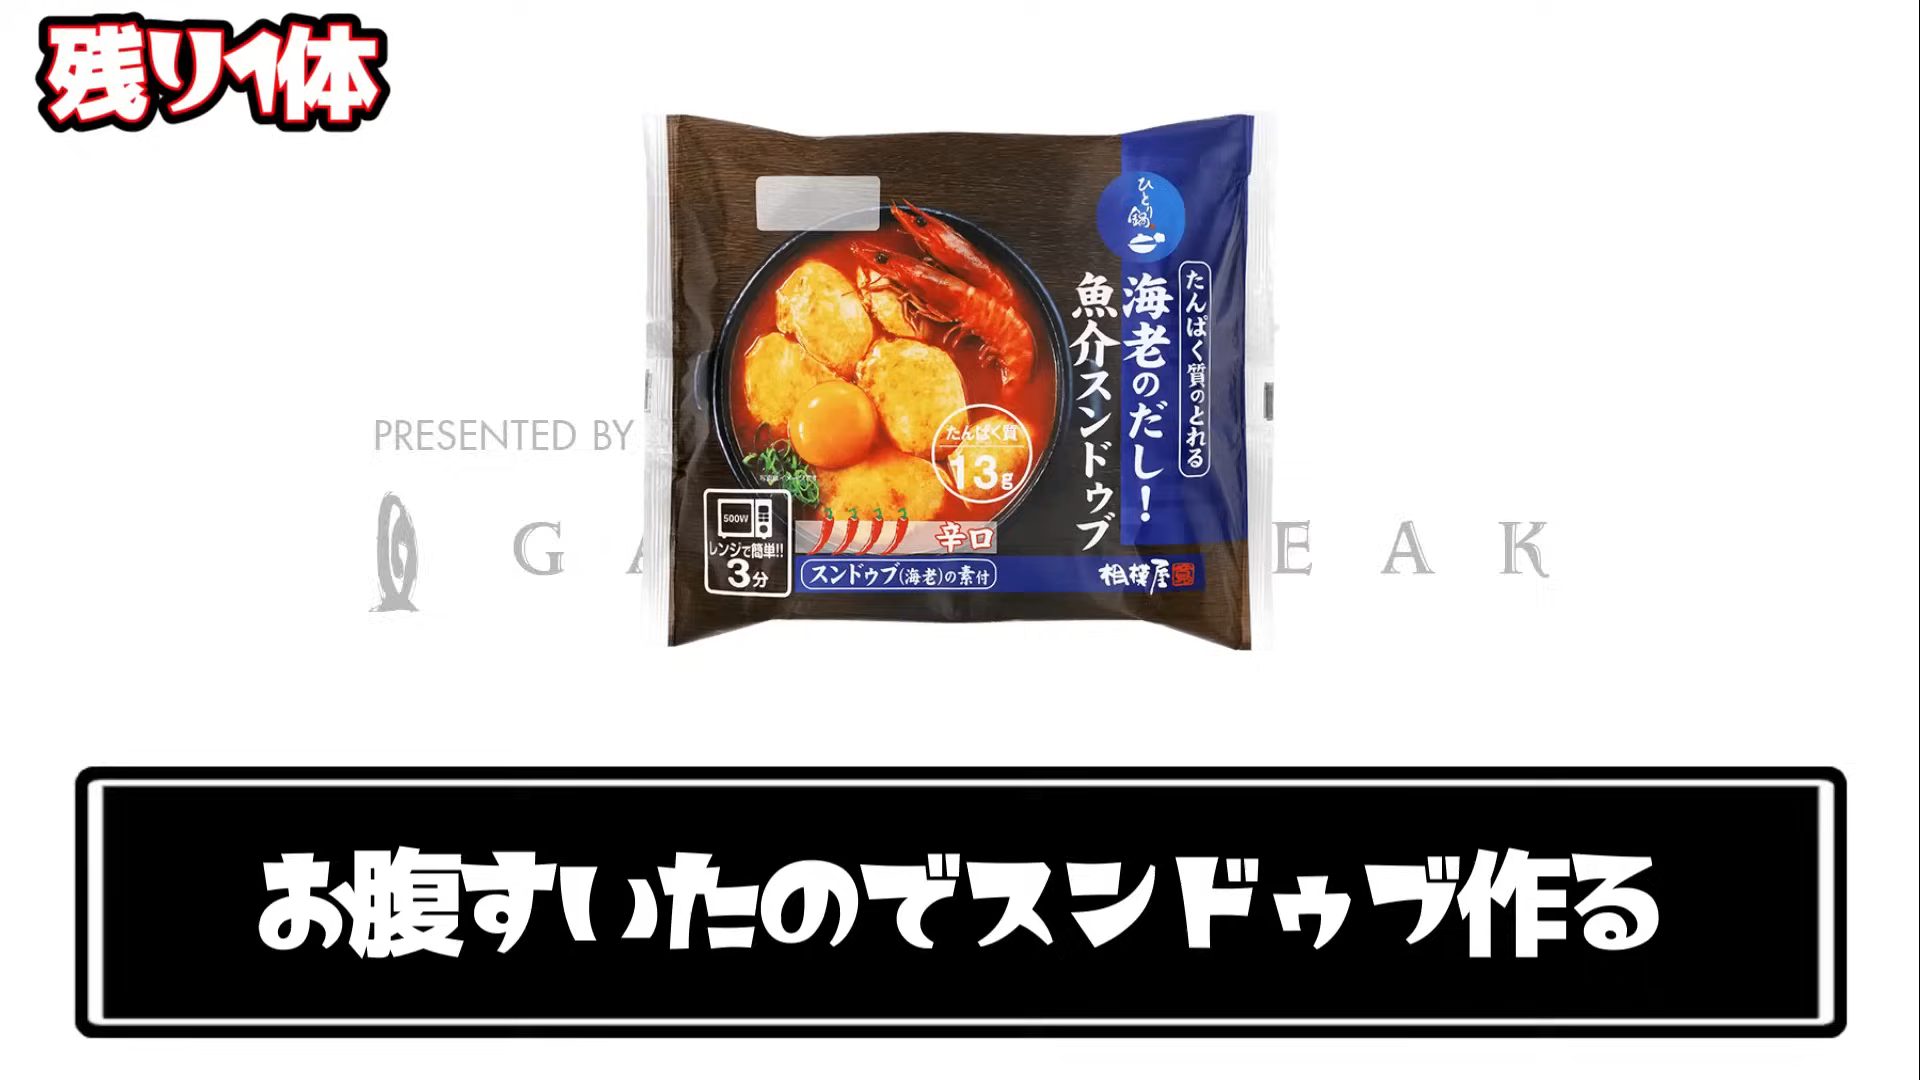 残り1体
ひとり鍋
たんぱく質のとれる
海老のだし!
魚介スンドゥブ
PRESENTED BY
たんぱく質
13g
G A
E A K
500W
レンジで簡単!!
3分
辛口
スンドゥブ(海老)の素付
相模屋
お腹すいたのでスンドゥブ作る